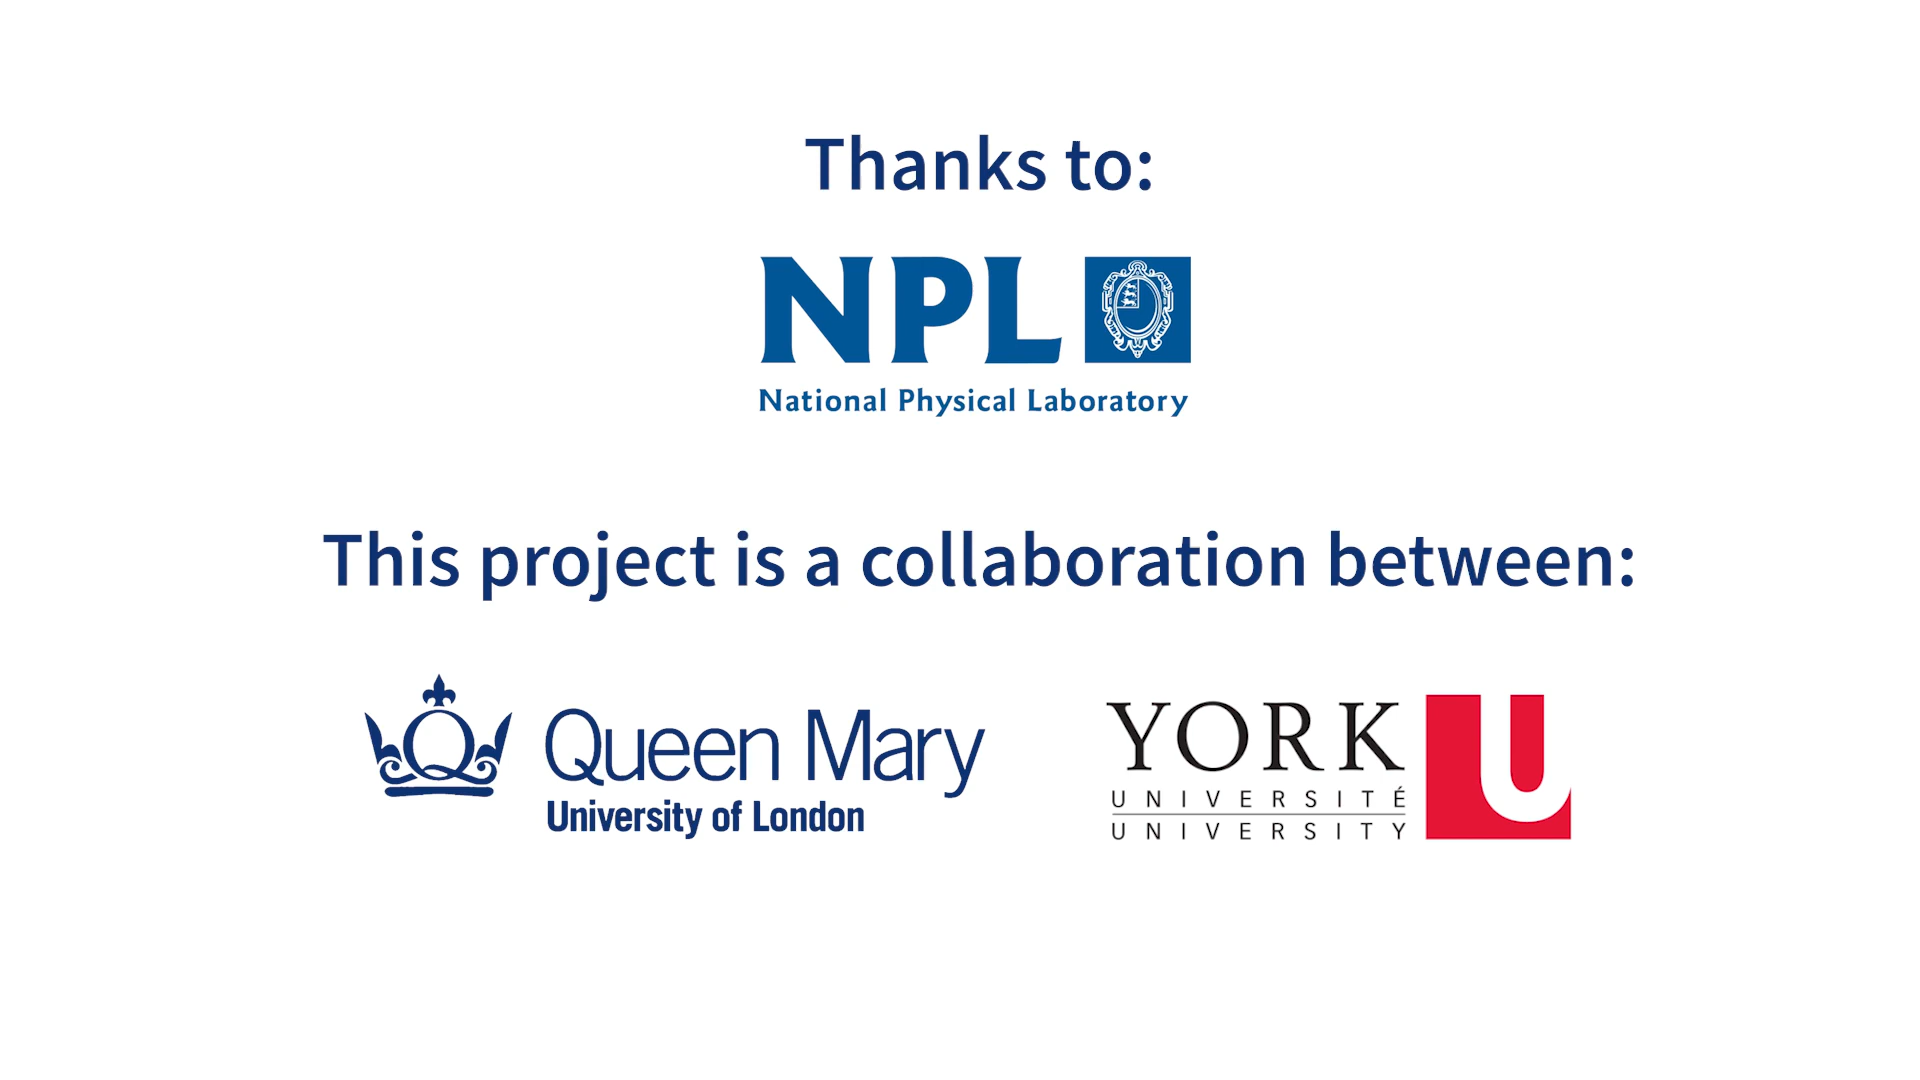 Thanks to:
NPL
National Physical Laboratory
This project is a collaboration between:
Queen Mary
University of London
YORK U
UNIVERSITÉ
UNIVERSITY